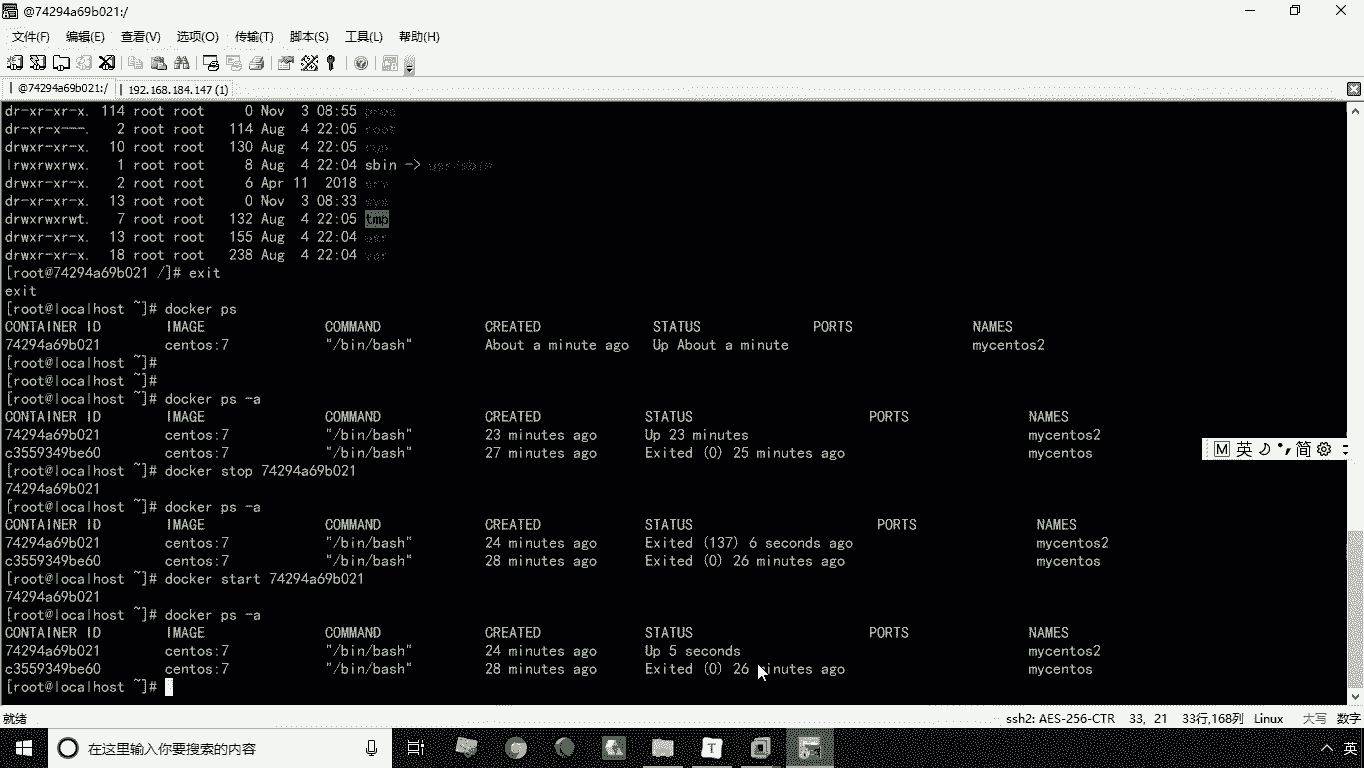 @74294a69b021:/
文件(F) 编辑(E) 查看(V) 选项(O) 传输(T) 脚本(S) 工具(L) 帮助(H)
@74294a69b021:/ 192.168.184.147 (1)
dr-xr-xr-x. 114 root root 0 Nov 3 08:55 proc
dr-xr-x---. 2 root root 114 Aug 4 22:05 root
drwxr-xr-x. 10 root root 130 Aug 4 22:05 run
lrwxrwxrwx. 1 root root 8 Aug 4 22:04 sbin -> usr/sbin
drwxr-xr-x. 2 root root 6 Apr 11 2018 srv
dr-xr-xr-x. 13 root root 0 Nov 3 08:33 sys
drwxrwxrwt. 7 root root 132 Aug 4 22:05 tmp
drwxr-xr-x. 13 root root 155 Aug 4 22:04 usr
drwxr-xr-x. 18 root root 238 Aug 4 22:04 var
[root@74294a69b021 /]# exit
exit
[root@localhost ~]# docker ps
CONTAINER ID IMAGE COMMAND CREATED STATUS PORTS NAMES
74294a69b021 centos:7 "/bin/bash" About a minute ago Up About a minute mycentos2
[root@localhost ~]#
[root@localhost ~]#
[root@localhost ~]# docker ps -a
CONTAINER ID IMAGE COMMAND CREATED STATUS PORTS NAMES
74294a69b021 centos:7 "/bin/bash" 23 minutes ago Up 23 minutes mycentos2
c3559349be60 centos:7 "/bin/bash" 27 minutes ago Exited (0) 25 minutes ago mycentos
[root@localhost ~]# docker stop 74294a69b021
74294a69b021
[root@localhost ~]# docker ps -a
CONTAINER ID IMAGE COMMAND CREATED STATUS PORTS NAMES
74294a69b021 centos:7 "/bin/bash" 24 minutes ago Exited (137) 6 seconds ago mycentos2
c3559349be60 centos:7 "/bin/bash" 28 minutes ago Exited (0) 26 minutes ago mycentos
[root@localhost ~]# docker start 74294a69b021
74294a69b021
[root@localhost ~]# docker ps -a
CONTAINER ID IMAGE COMMAND CREATED STATUS PORTS NAMES
74294a69b021 centos:7 "/bin/bash" 24 minutes ago Up 5 seconds mycentos2
c3559349be60 centos:7 "/bin/bash" 28 minutes ago Exited (0) 26 minutes ago mycentos
[root@localhost ~]#
M 英 简
就绪 ssh2: AES-256-CTR 33, 21 33行,168列 Linux 大写 数字
在这里输入你要搜索的内容 T 英